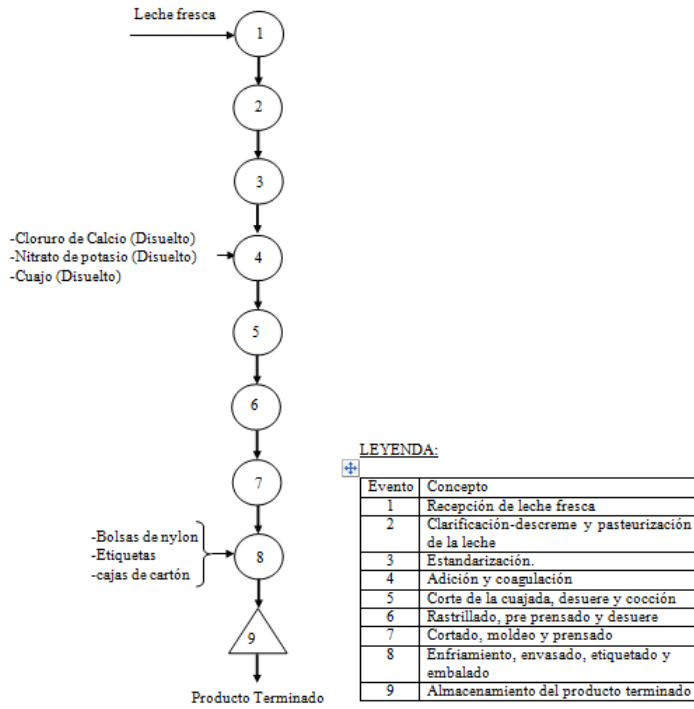 Leche fresca
1
2
3
-Cloruro de Calcio (Disuelto)
-Nitrato de potasio (Disuelto)
-Cuajo (Disuelto)
4
5
6
7
-Bolsas de nylon
-Etiquetas
-cajas de cartón
8
9
Producto Terminado
LEYENDA:
Evento Concepto
1 Recepción de leche fresca
2 Clarificación-descreme y pasteurización
de la leche
3 Estandarización.
4 Adición y coagulación
5 Corte de la cuajada, desuere y cocción
6 Rastrillado, pre prensado y desuere
7 Cortado, moldeo y prensado
8 Enfriamiento, envasado, etiquetado y
embalado
9 Almacenamiento del producto terminado